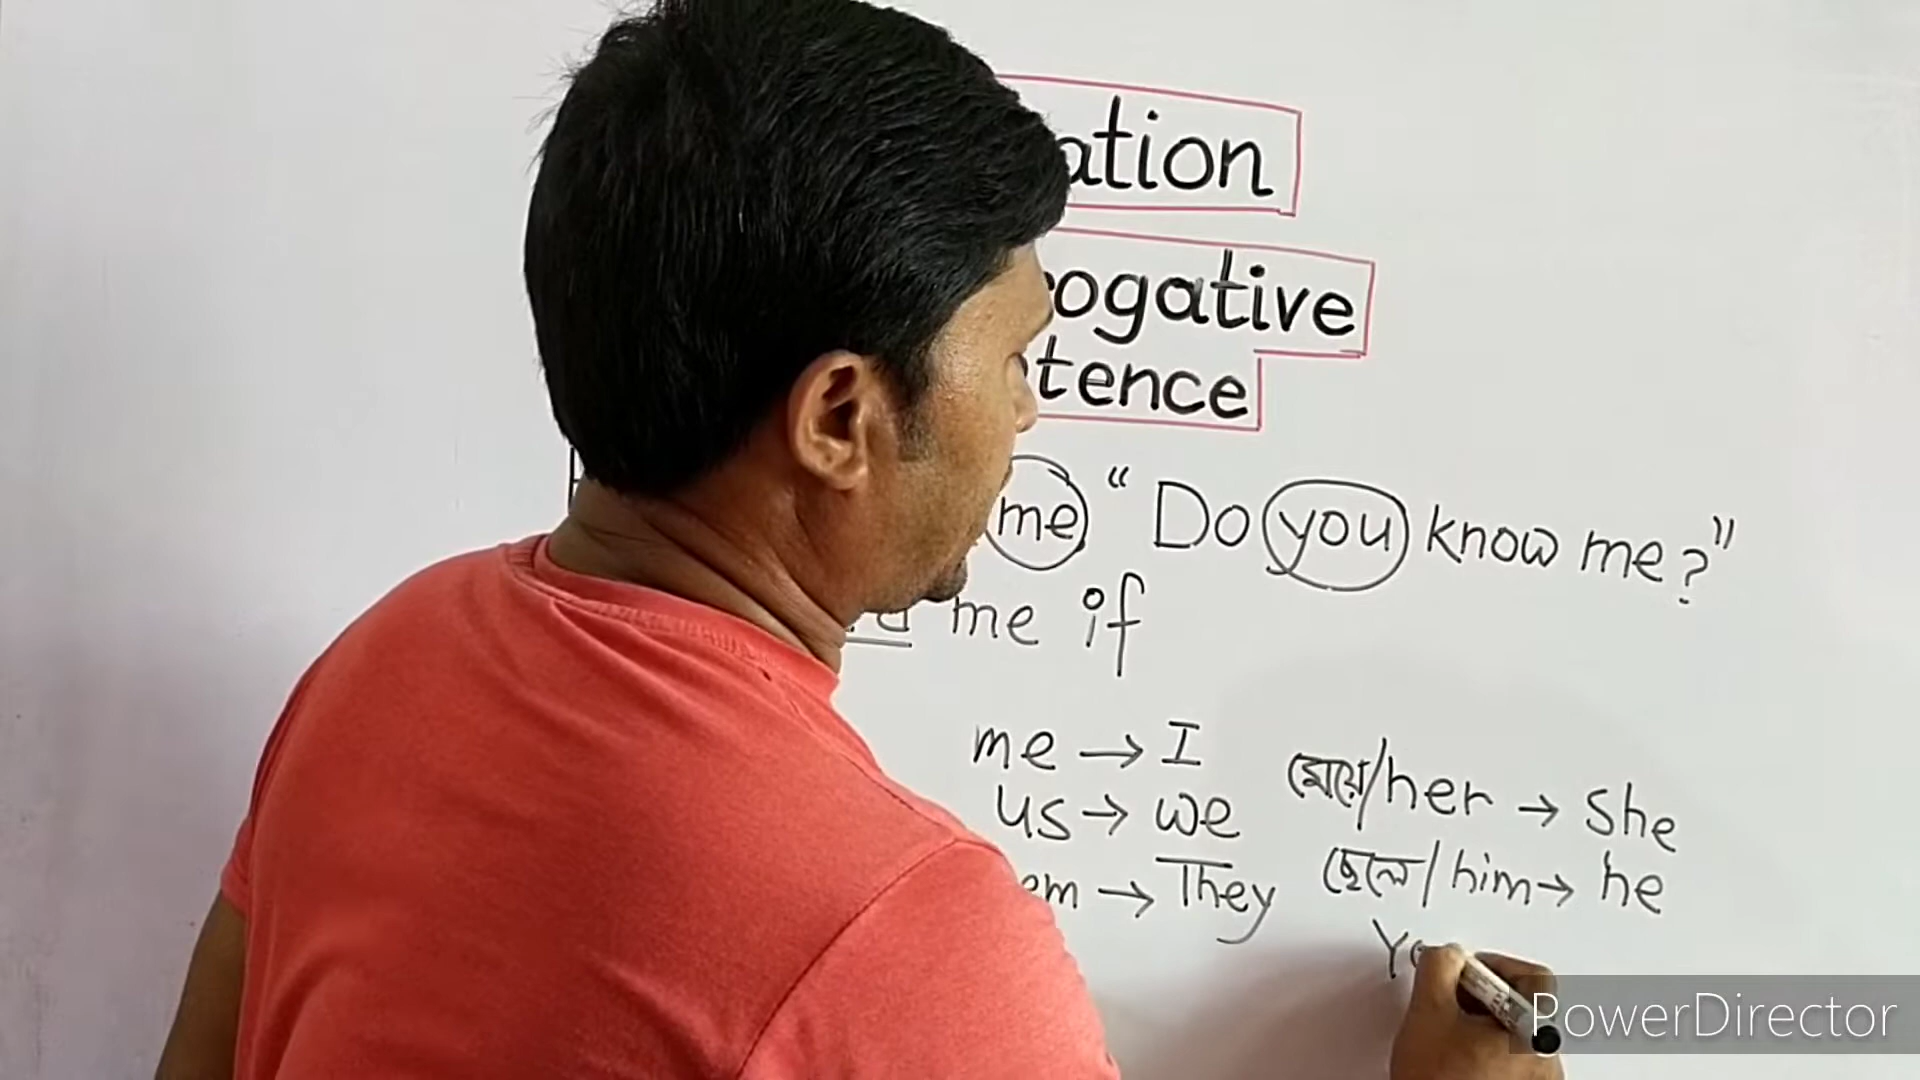 ation
rogative
tence
me "Do you know me?"
me if
me → I
us → we
em → They
মেয়ে/her → She
ছেলে/him → he
Yo
PowerDirector